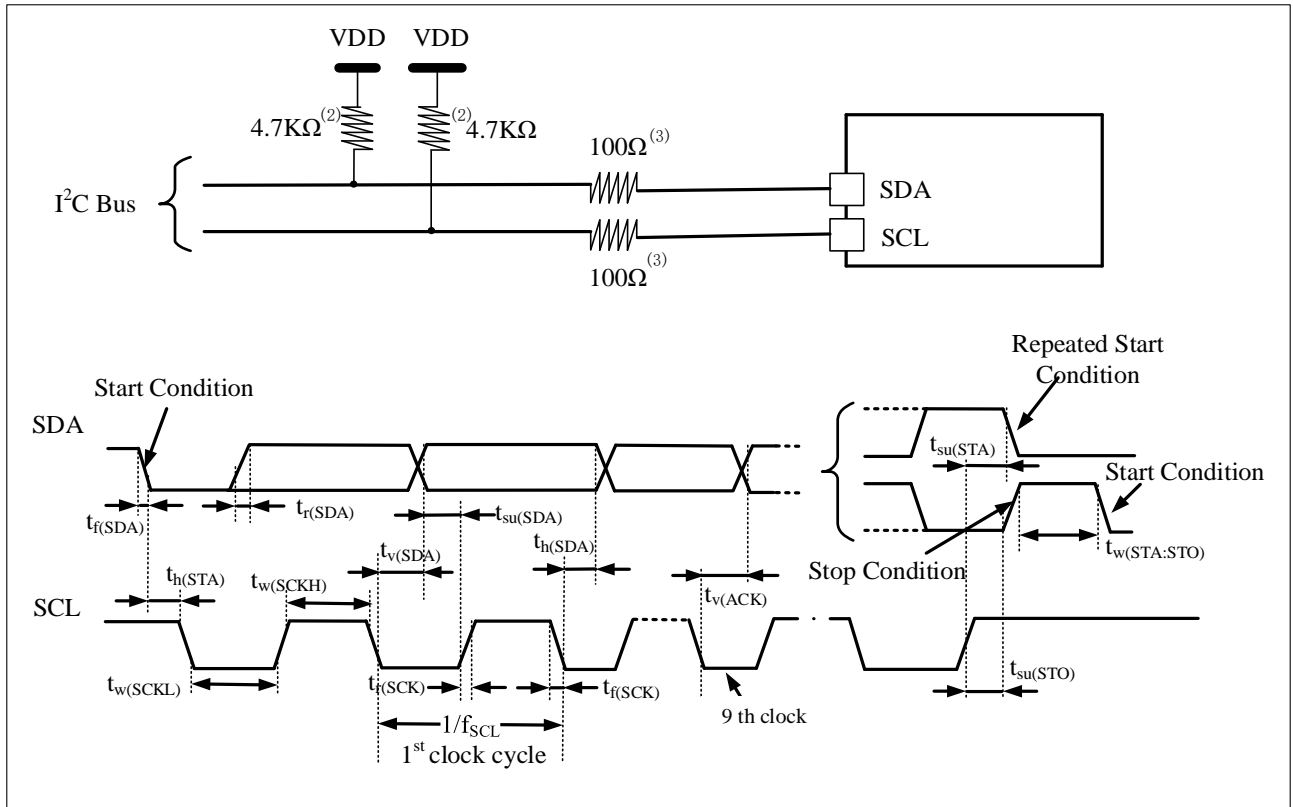 VDD VDD
4.7KΩ(2) (2)4.7KΩ
100Ω(3)
I2C Bus
SDA
SCL
100Ω(3)
Repeated Start
Condition
Start Condition
SDA
tsu(STA)
Start Condition
tf(SDA)
tr(SDA)
tsu(SDA)
tv(SDA)
th(SDA)
tw(STA:STO)
Stop Condition
th(STA)
tw(SCKH)
tv(ACK)
SCL
tw(SCKL)
tf(SCK)
tf(SCK)
tsu(STO)
9 th clock
1/fSCL
1st clock cycle